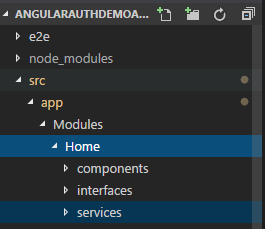 ANGULARAUTHDEMOA...
e2e
node_modules
src
app
Modules
Home
components
interfaces
services